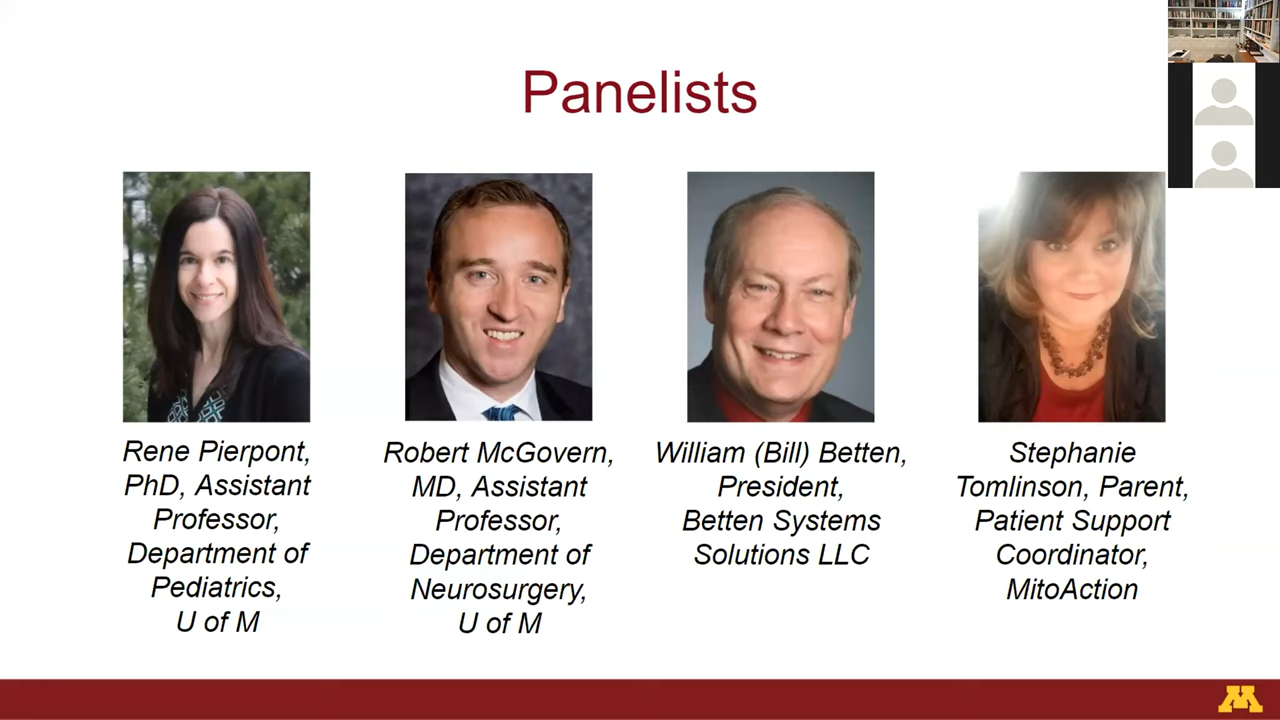 Panelists
Rene Pierpont,
PhD, Assistant
Professor,
Department of
Pediatrics,
U of M
Robert McGovern,
MD, Assistant
Professor,
Department of
Neurosurgery,
U of M
William (Bill) Betten,
President,
Betten Systems
Solutions LLC
Stephanie
Tomlinson, Parent,
Patient Support
Coordinator,
MitoAction
M